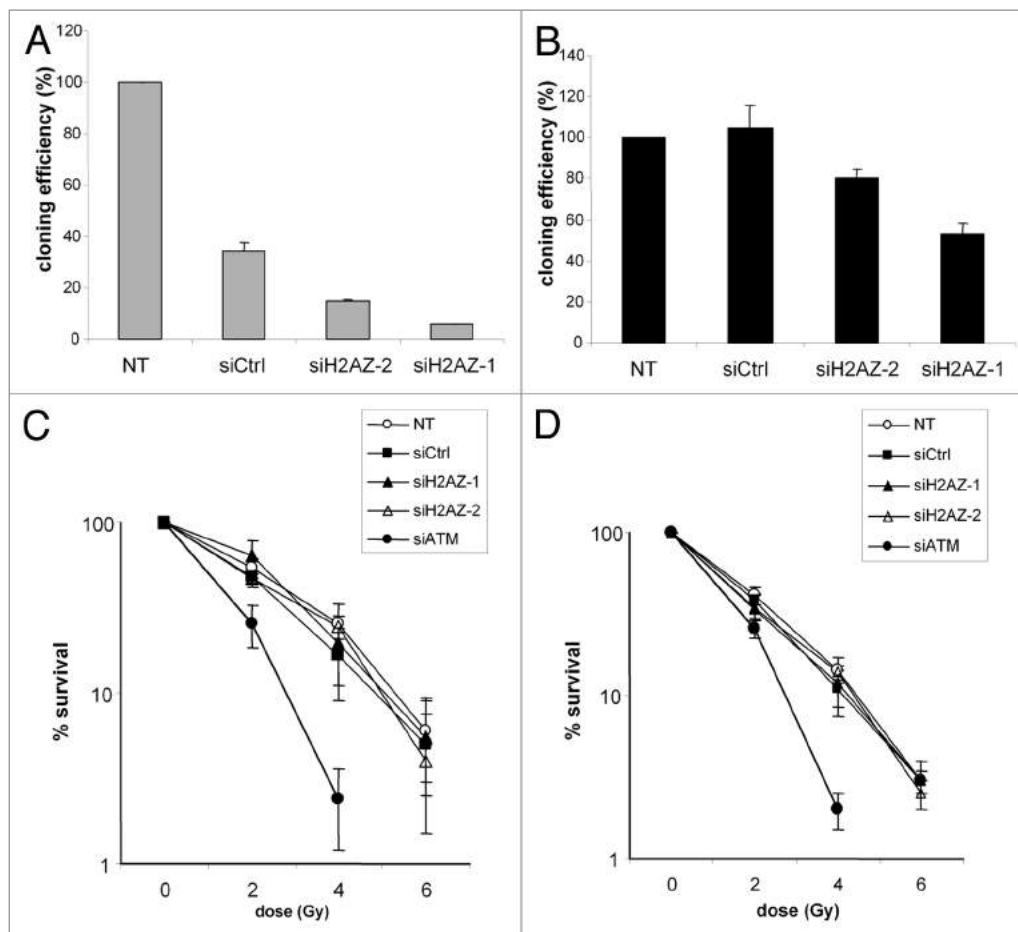 A
cloning efficiency (%)
120
100
80
60
40
20
0
NT siCtrl siH2AZ-2 siH2AZ-1
B
cloning efficiency (%)
140
120
100
80
60
40
20
0
NT siCtrl siH2AZ-2 siH2AZ-1
C
NT
siCtrl
siH2AZ-1
siH2AZ-2
siATM
% survival
100
10
1
0 2 4 6
dose (Gy)
D
NT
siCtrl
siH2AZ-1
siH2AZ-2
siATM
% survival
100
10
1
0 2 4 6
dose (Gy)